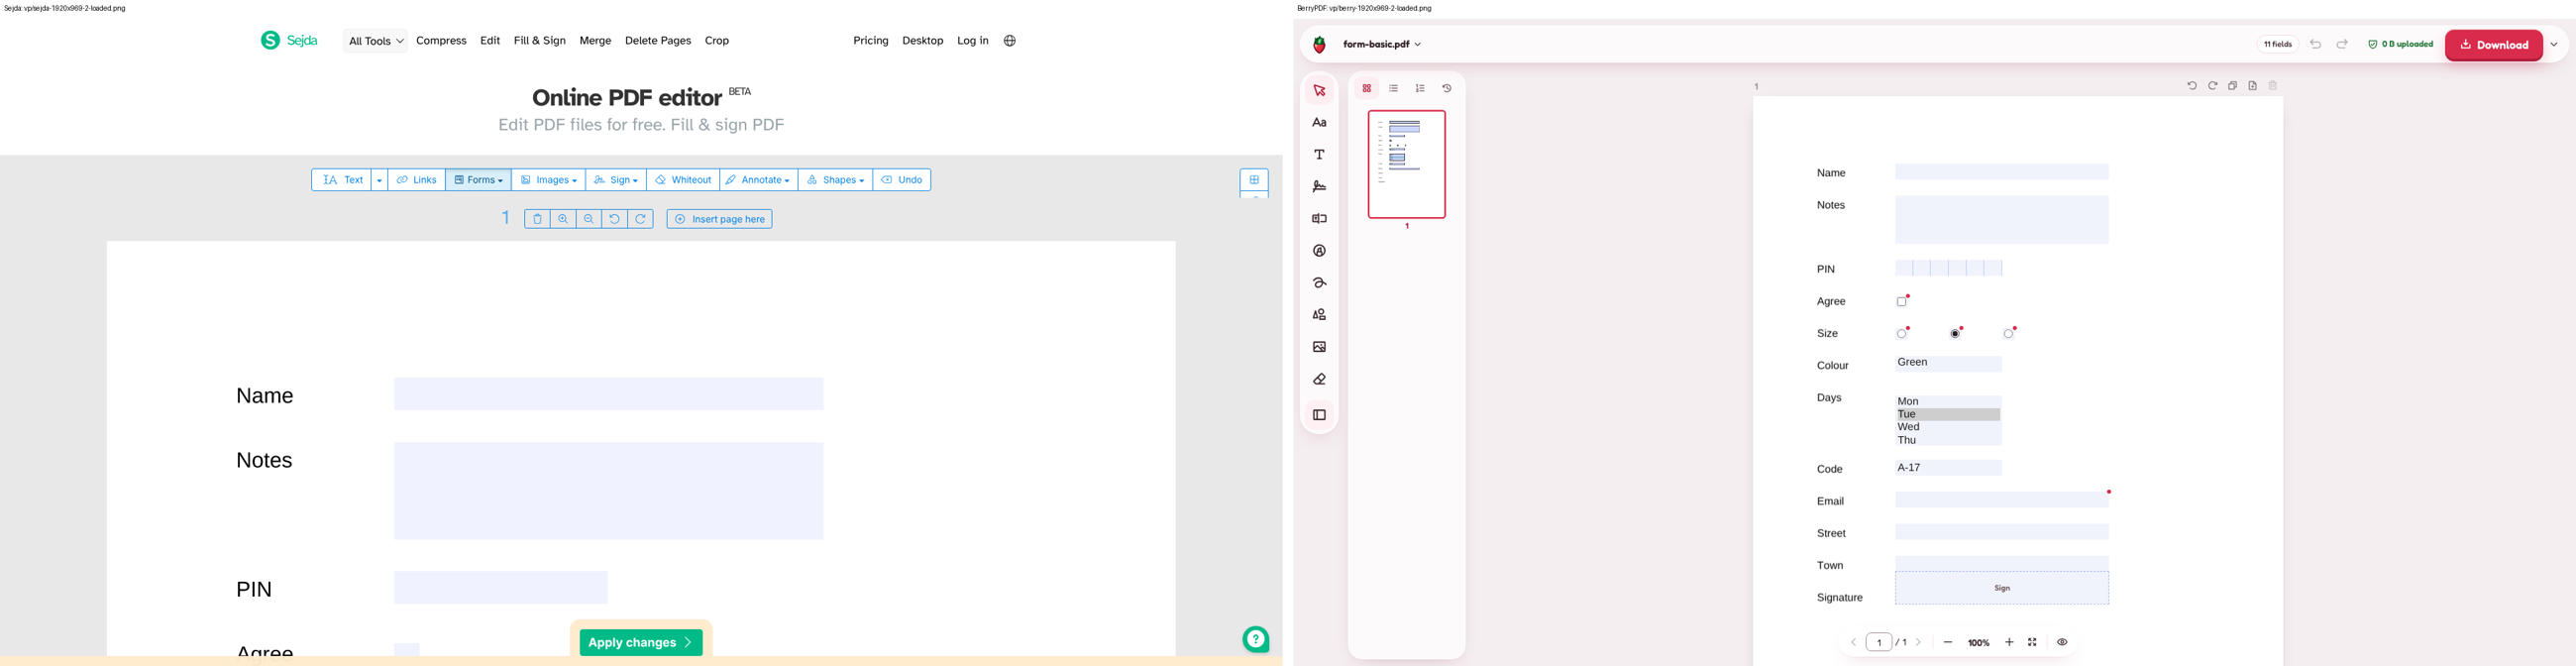 Sejda: vp/sejda-1920x969-2-loaded.png
Sejda
All Tools
Compress
Edit
Fill & Sign
Merge
Delete Pages
Crop
Pricing
Desktop
Log in
Online PDF editor BETA
Edit PDF files for free. Fill & sign PDF
Text
Links
Forms
Images
Sign
Whiteout
Annotate
Shapes
Undo
1
Insert page here
Name
Notes
PIN
Agree
Apply changes
BerryPDF: vp/berry-1920x969-2-loaded.png
form-basic.pdf
11 fields
0 B uploaded
Download
Aa
T
1
1
Name
Notes
PIN
Agree
Size
Colour
Green
Days
Mon
Tue
Wed
Thu
Code
A-17
Email
Street
Town
Signature
Sign
1 / 1
100%